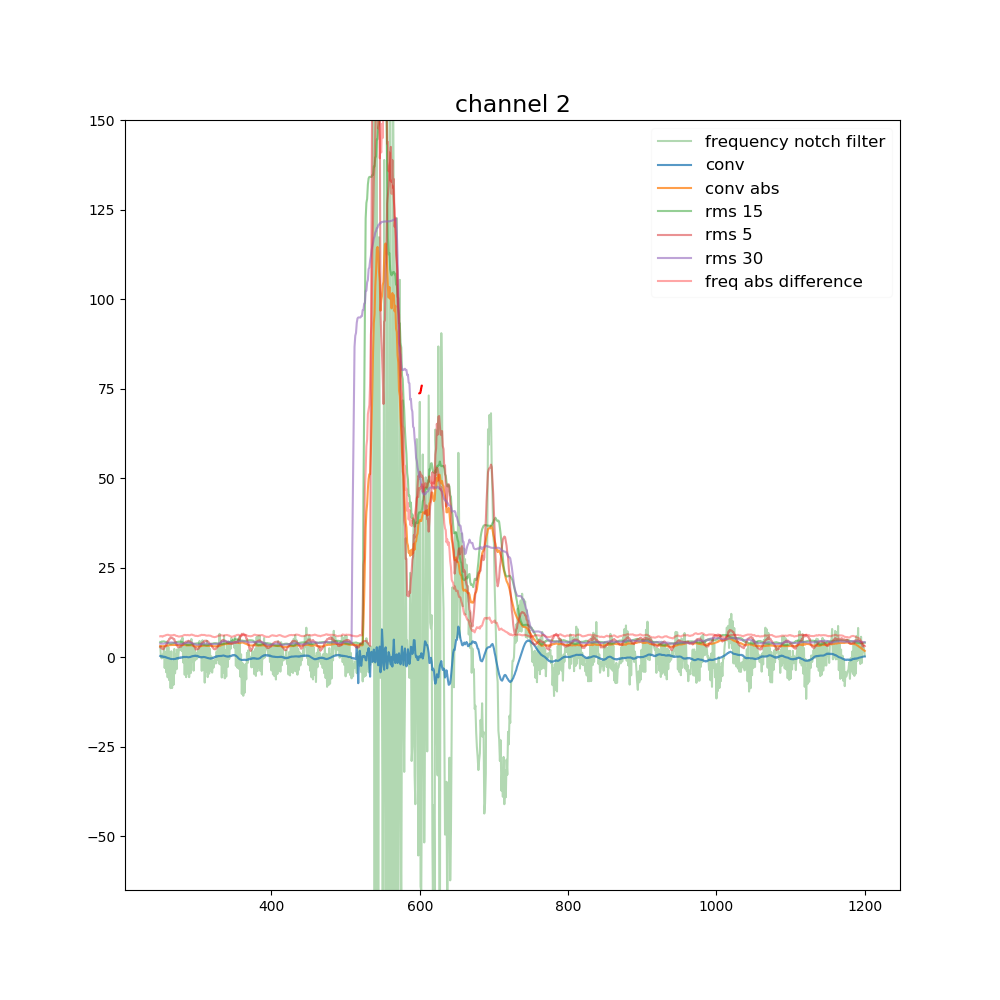 channel 2
150
125
100
75
50
25
0
−25
−50
400
600
800
1000
1200
frequency notch filter
conv
conv abs
rms 15
rms 5
rms 30
freq abs difference